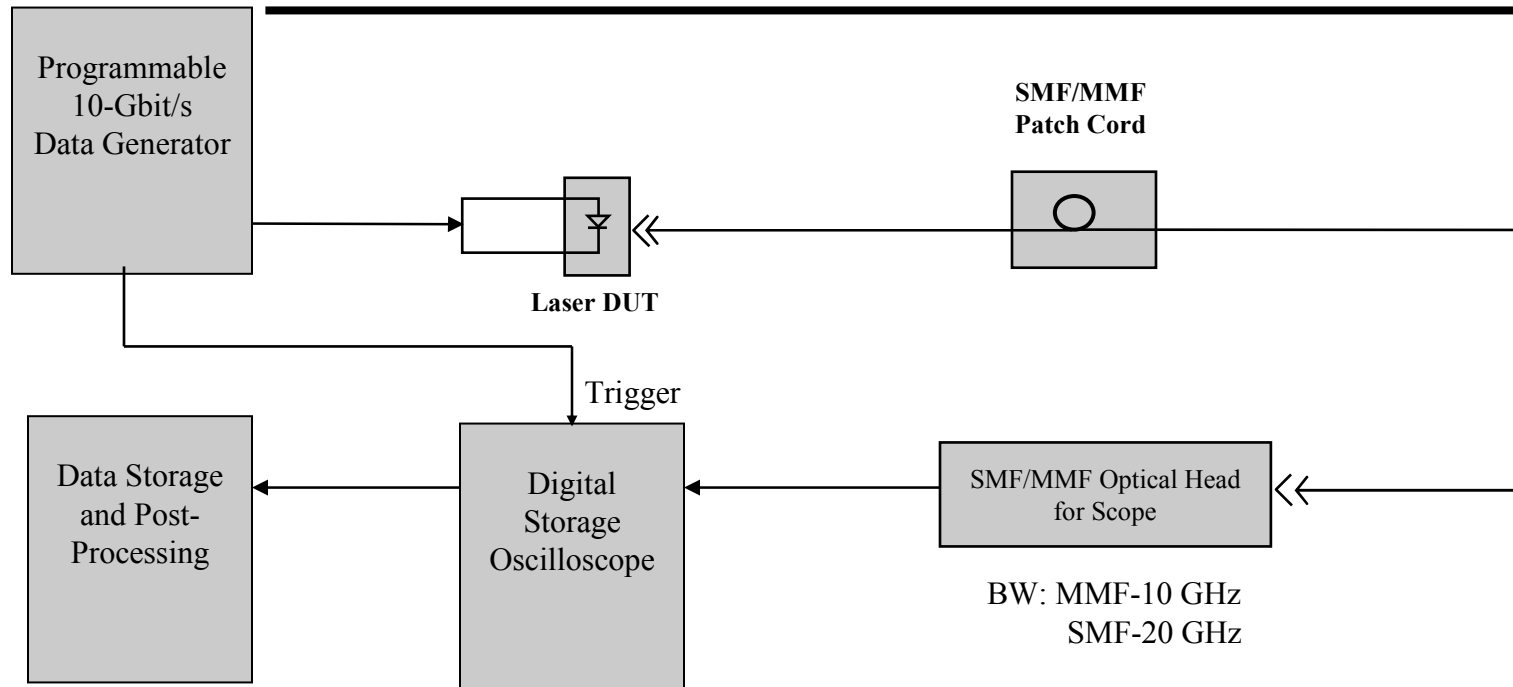 Programmable
10-Gbit/s
Data Generator
SMF/MMF
Patch Cord
Laser DUT
Trigger
Data Storage
and Post-
Processing
Digital
Storage
Oscilloscope
SMF/MMF Optical Head
for Scope
BW: MMF-10 GHz
SMF-20 GHz